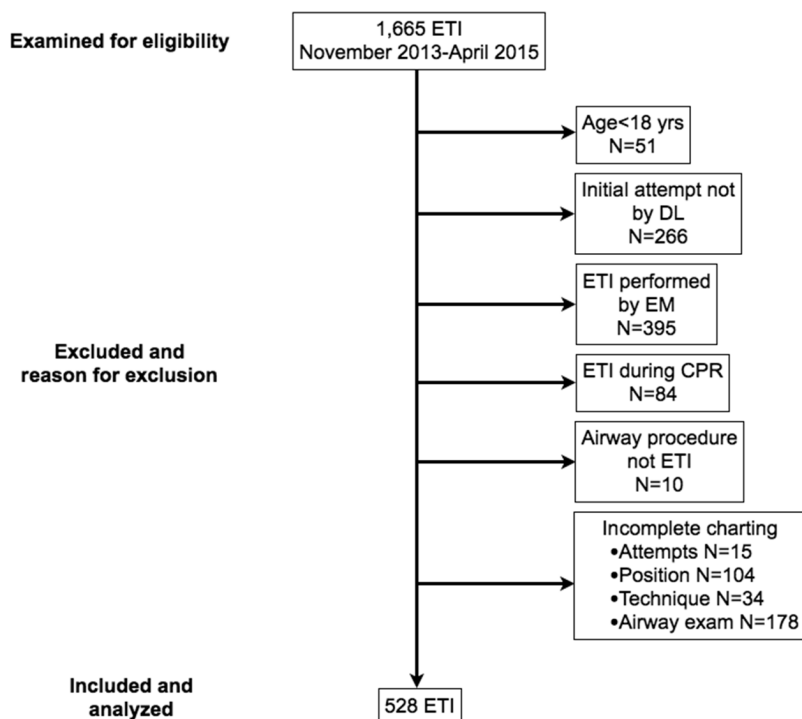 Examined for eligibility
1,665 ETI
November 2013-April 2015
Age<18 yrs
N=51
Initial attempt not
by DL
N=266
ETI performed
by EM
N=395
Excluded and
reason for exclusion
ETI during CPR
N=84
Airway procedure
not ETI
N=10
Incomplete charting
•Attempts N=15
•Position N=104
•Technique N=34
•Airway exam N=178
Included and
analyzed
528 ETI